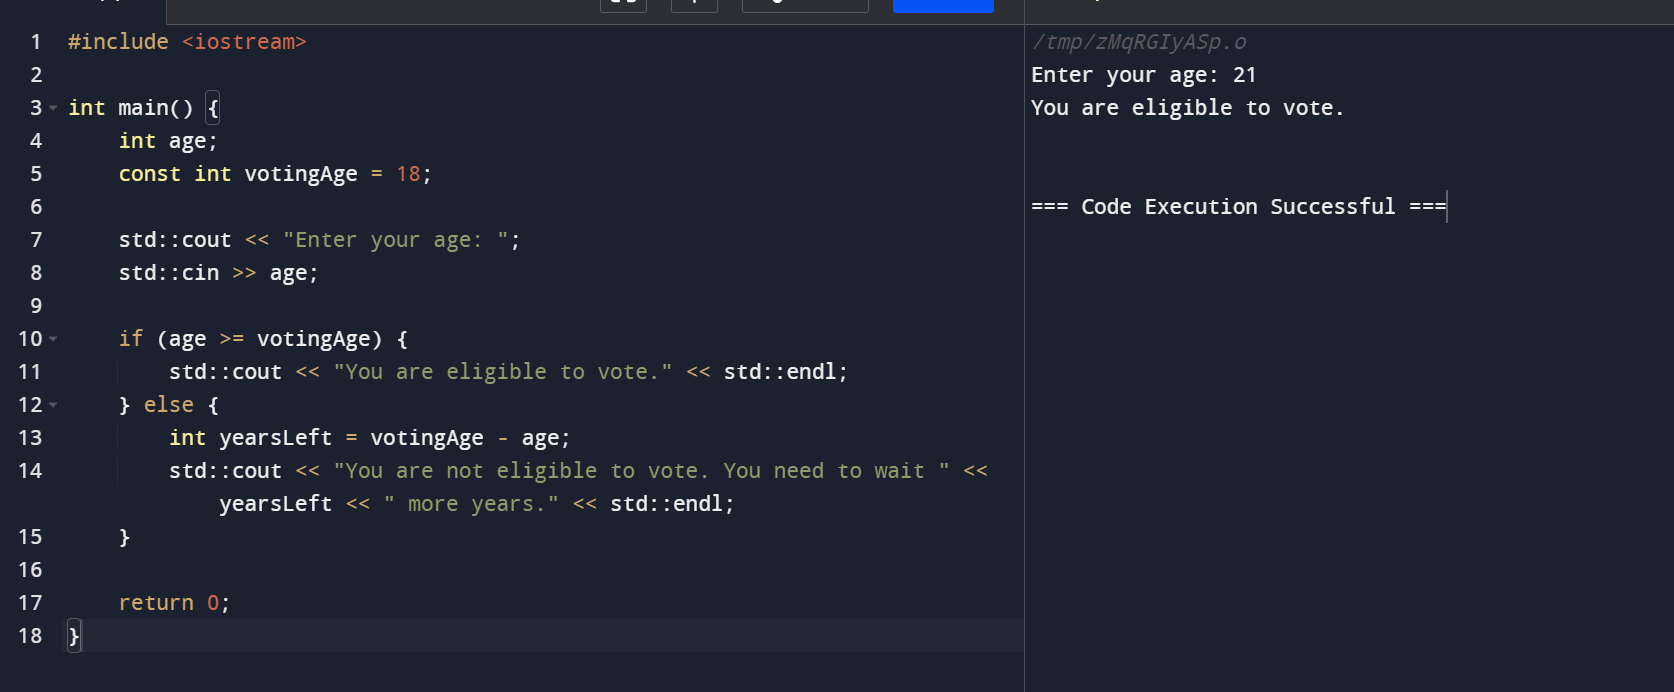 1 #include <iostream>
2
3 int main() {
4     int age;
5     const int votingAge = 18;
6
7     std::cout << "Enter your age: ";
8     std::cin >> age;
9
10     if (age >= votingAge) {
11         std::cout << "You are eligible to vote." << std::endl;
12     } else {
13         int yearsLeft = votingAge - age;
14         std::cout << "You are not eligible to vote. You need to wait " <<
            yearsLeft << " more years." << std::endl;
15     }
16
17     return 0;
18 }
/tmp/zMqRGIyASp.o
Enter your age: 21
You are eligible to vote.
=== Code Execution Successful ===